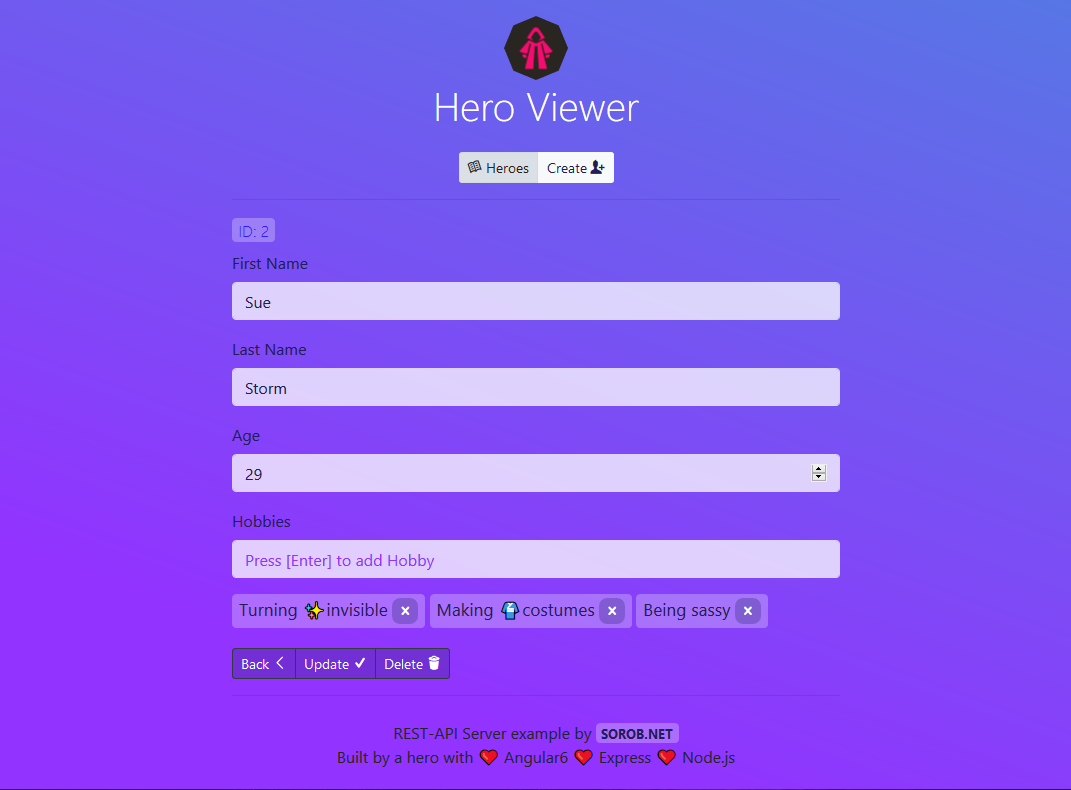 Hero Viewer
Heroes Create
ID: 2
First Name
Sue
Last Name
Storm
Age
29
Hobbies
Press [Enter] to add Hobby
Turning ✨invisible × Making 👚costumes × Being sassy ×
Back Update Delete
REST-API Server example by SOROB.NET
Built by a hero with ❤ Angular6 ❤ Express ❤ Node.js